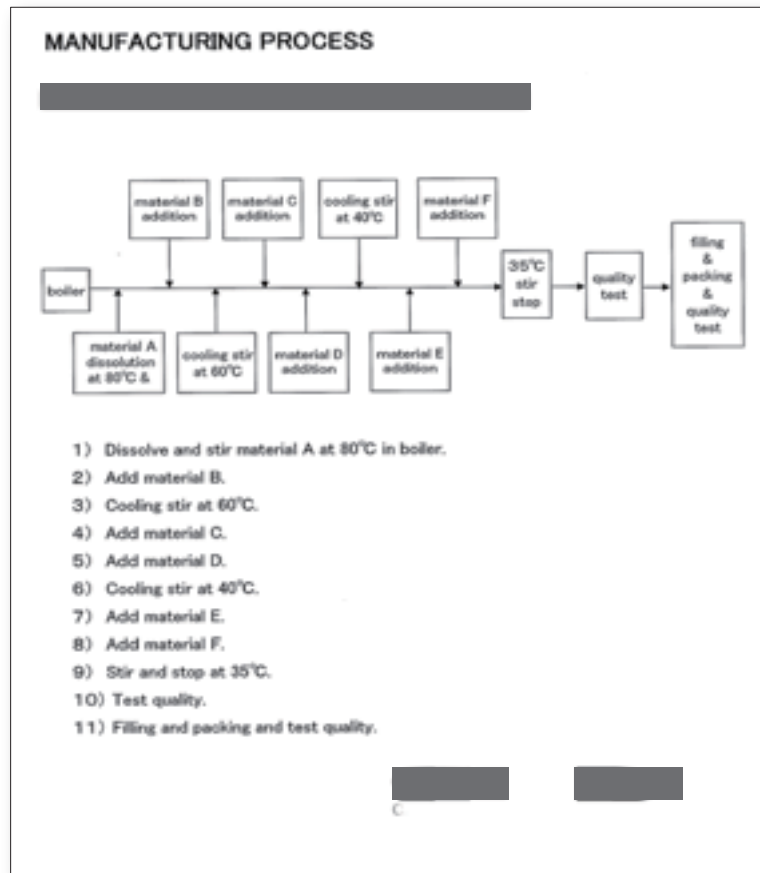 MANUFACTURING PROCESS
material B
addition
material C
addition
cooling stir
at 40℃
material F
addition
boiler
35℃
stir
stop
quality
test
filling
&
packing
&
quality
test
material A
dissolution
at 80℃ &
cooling stir
at 60℃
material D
addition
material E
addition
1) Dissolve and stir material A at 80℃ in boiler.
2) Add material B.
3) Cooling stir at 60℃.
4) Add material C.
5) Add material D.
6) Cooling stir at 40℃.
7) Add material E.
8) Add material F.
9) Stir and stop at 35℃.
10) Test quality.
11) Filling and packing and test quality.
C